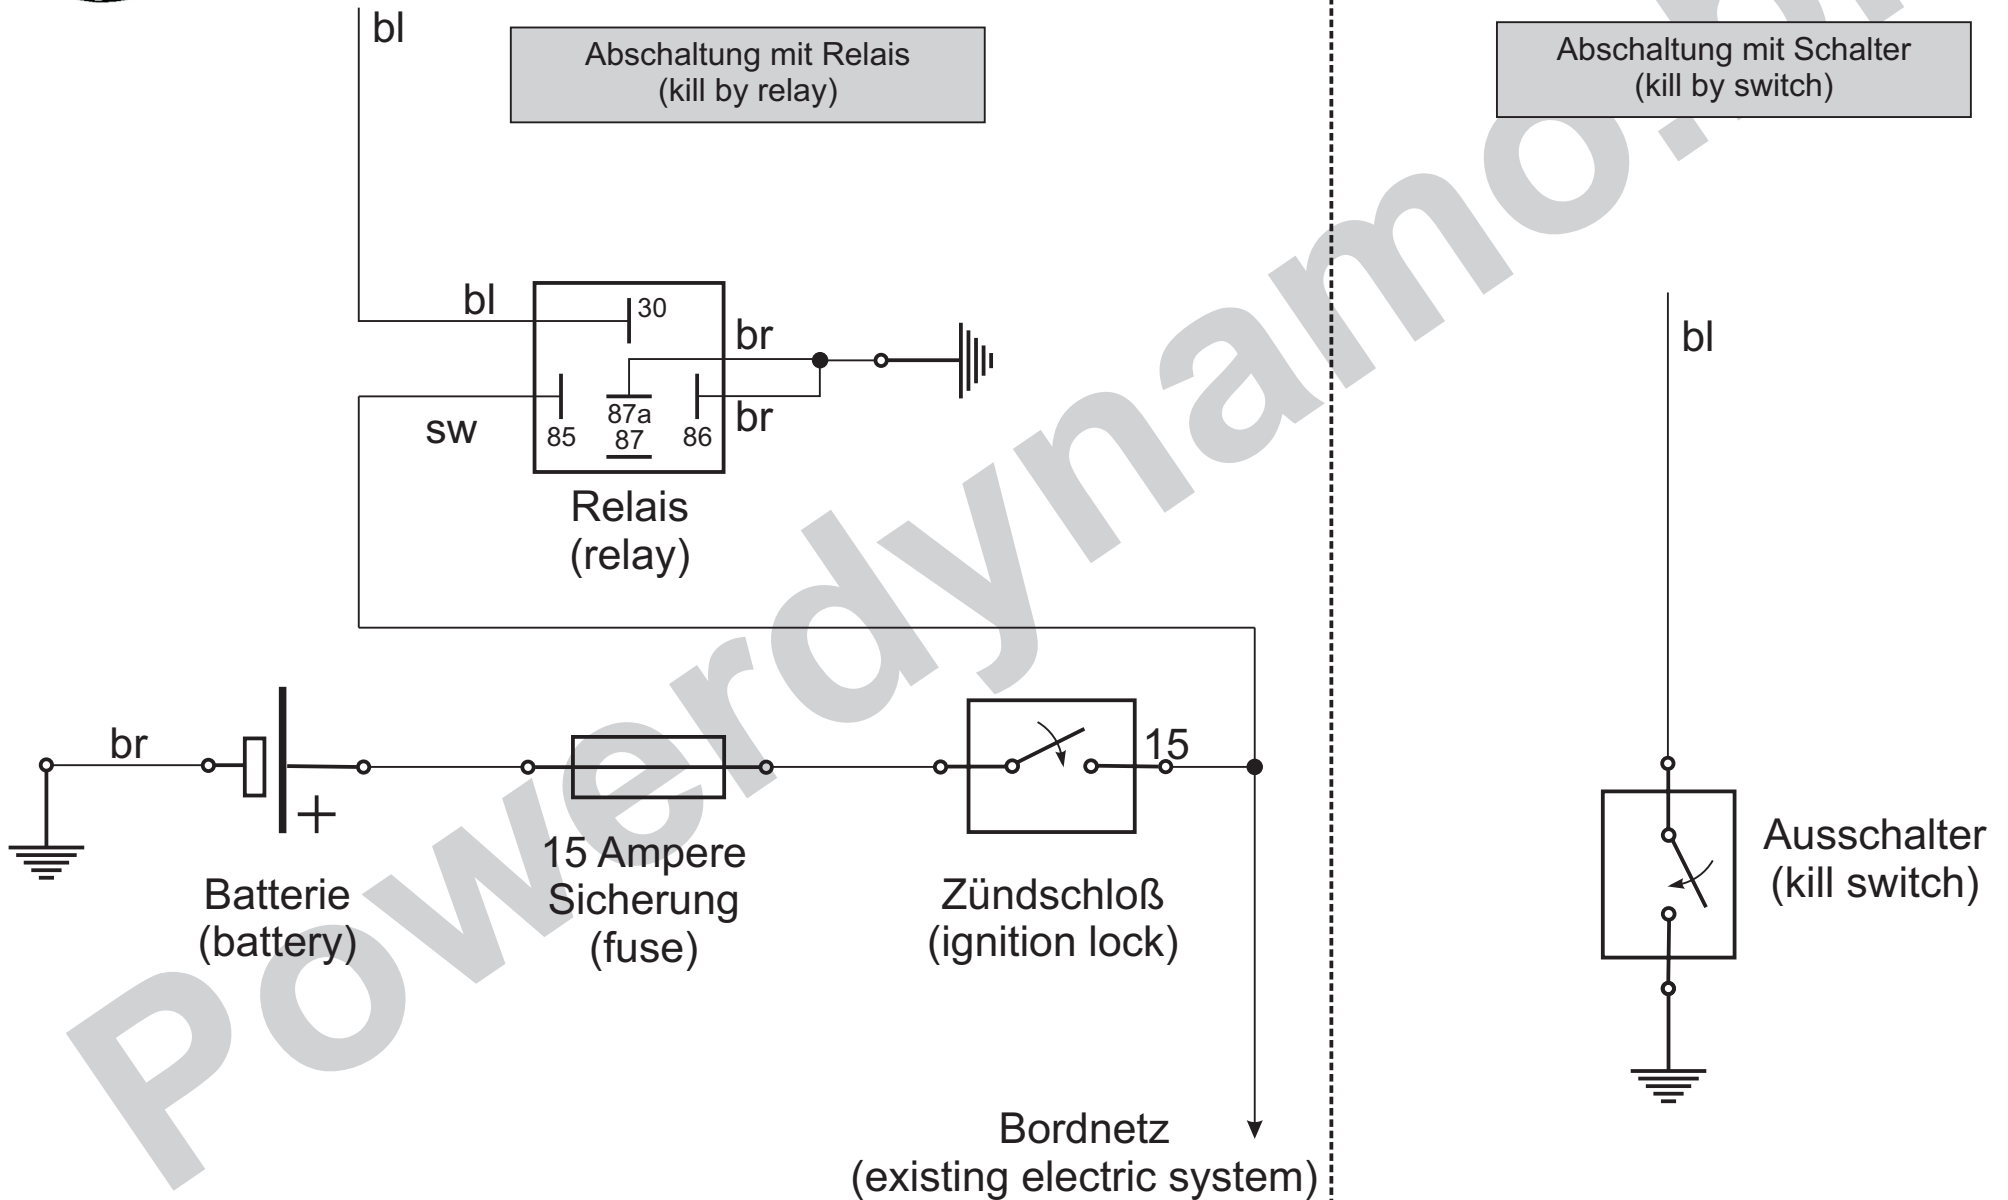 bl
Abschaltung mit Relais
(kill by relay)
Abschaltung mit Schalter
(kill by switch)
bl
30
br
bl
87a
br
sw
85
87
86
Relais
(relay)
br
+
15
15 Ampere
Sicherung
(fuse)
Batterie
(battery)
Zündschloß
(ignition lock)
Ausschalter
(kill switch)
Bordnetz
(existing electric system)
Powerdynamo